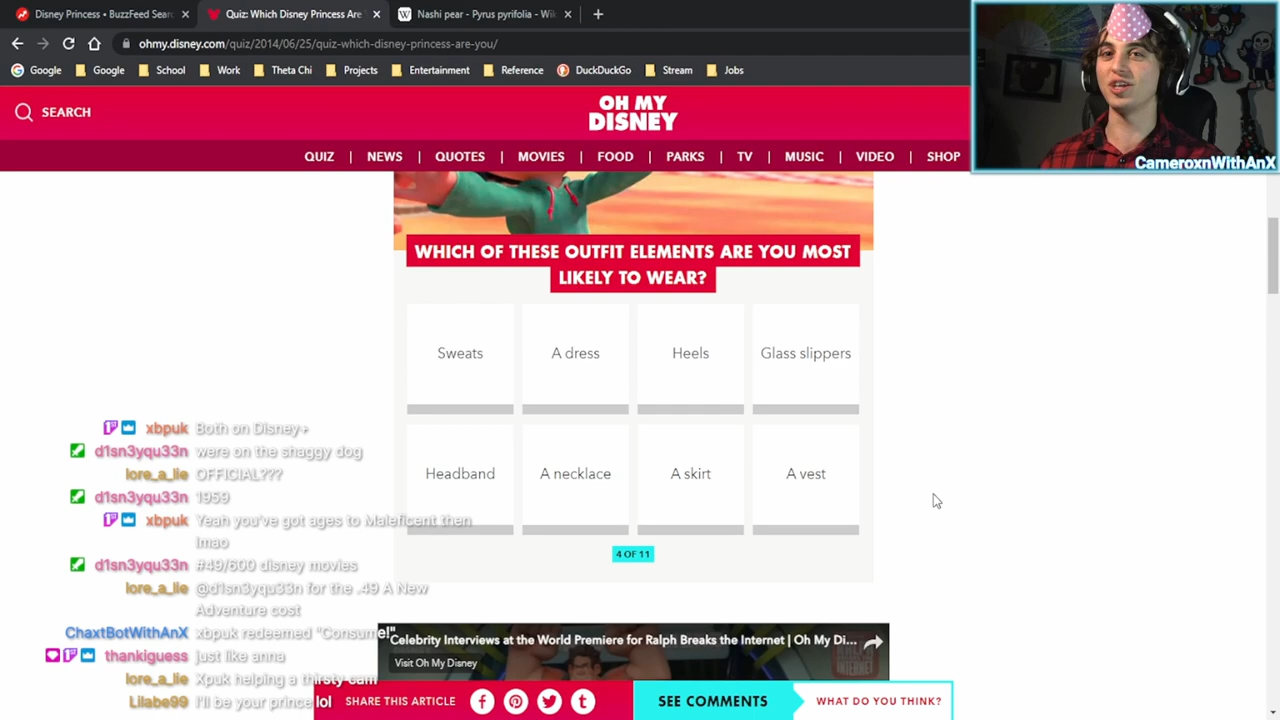 Disney Princess • BuzzFeed Sear
Quiz: Which Disney Princess Are
Nashi pear - Pyrus pyrifolia - Wik
ohmy.disney.com/quiz/2014/06/25/quiz-which-disney-princess-are-you/
Google Google School Work Theta Chi Projects Entertainment Reference DuckDuckGo Stream Jobs
CameroxnWithAnX
SEARCH
OH MY
DISNEY
QUIZ | NEWS | QUOTES | MOVIES | FOOD | PARKS | TV | MUSIC | VIDEO | SHOP
WHICH OF THESE OUTFIT ELEMENTS ARE YOU MOST
LIKELY TO WEAR?
Sweats A dress Heels Glass slippers
Headband A necklace A skirt A vest
4 OF 11
xbpuk Both on Disney+
d1sn3yqu33n were on the shaggy dog
lore_a_lie OFFICIAL???
d1sn3yqu33n 1959
xbpuk Yeah you've got ages to Maleficent then
lmao
d1sn3yqu33n #49/600 disney movies
lore_a_lie @d1sn3yqu33n for the .49 A New
Adventure cost
ChaxtBotWithAnX xbpuk redeemed "Consume!"
thankiguess just like anna
lore_a_lie Xpuk helping a thirsty cam
Lilabe99 I'll be your prince lol
Celebrity Interviews at the World Premiere for Ralph Breaks the Internet | Oh My Di...
Visit Oh My Disney
SHARE THIS ARTICLE
SEE COMMENTS
WHAT DO YOU THINK?